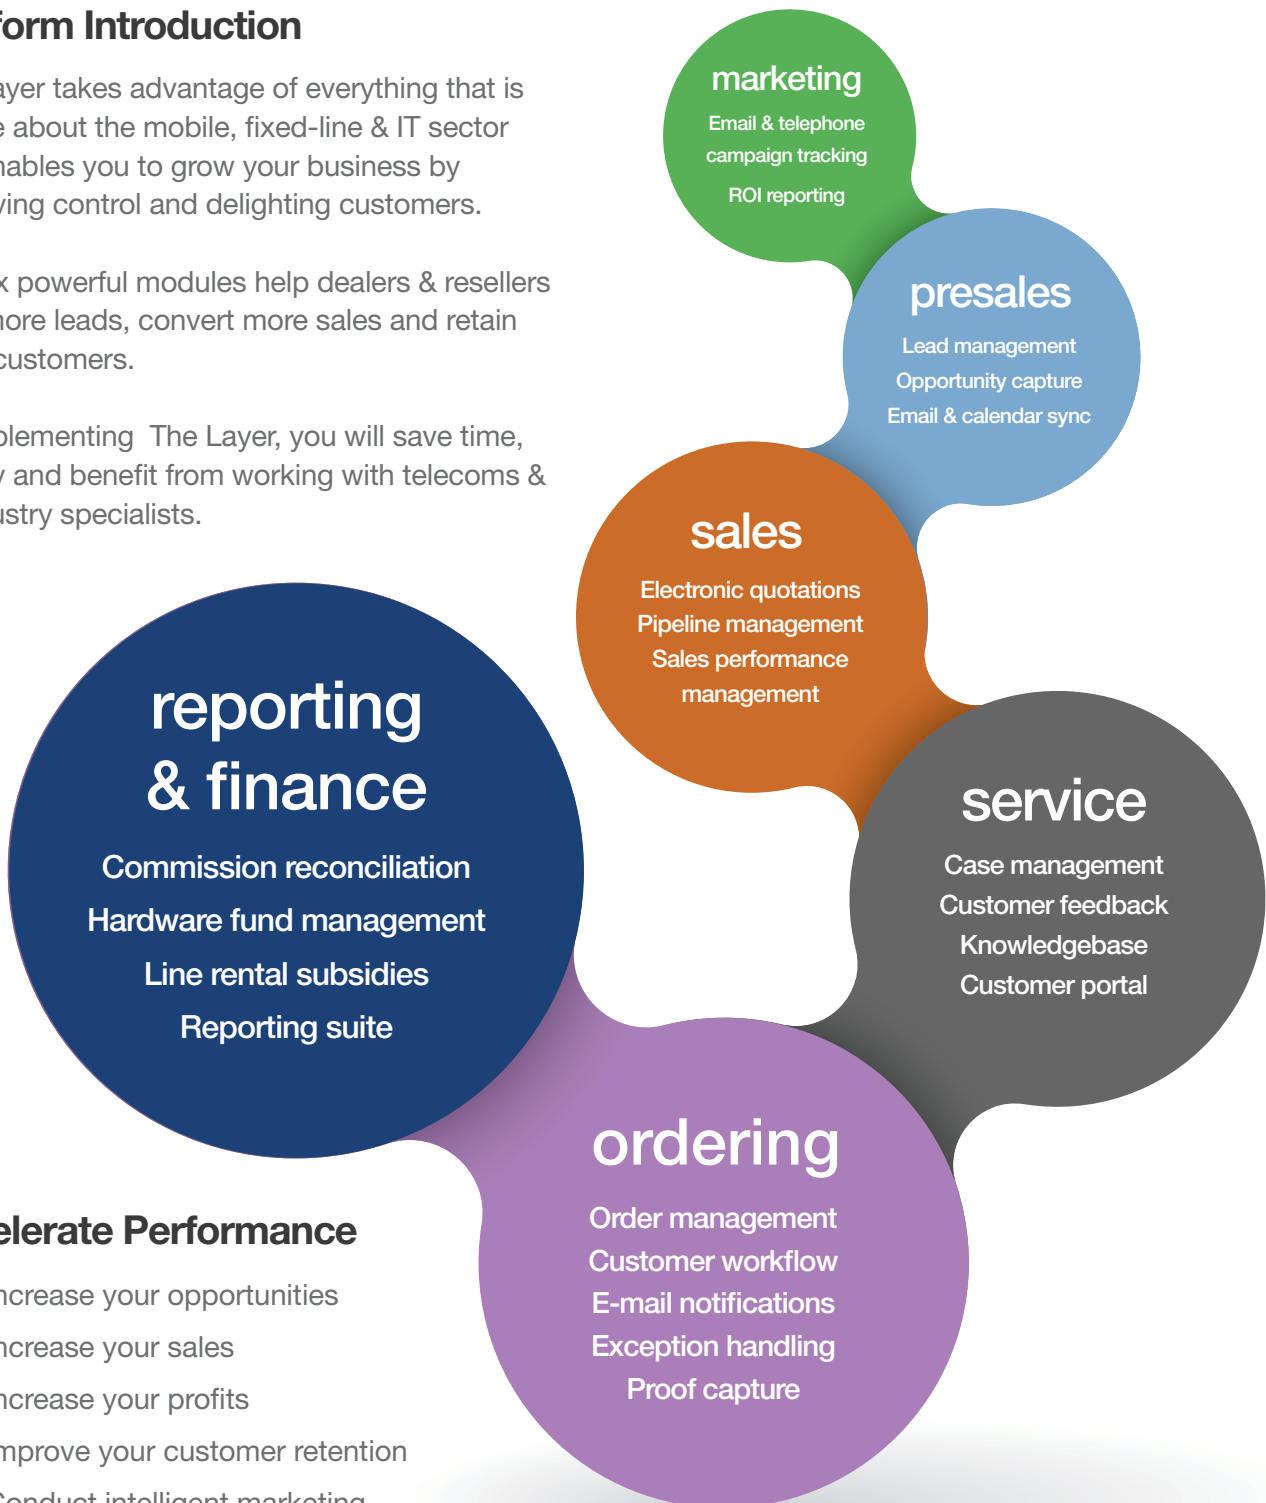 form Introduction
ayer takes advantage of everything that is
e about the mobile, fixed-line & IT sector
nables you to grow your business by
ving control and delighting customers.
x powerful modules help dealers & resellers
nore leads, convert more sales and retain
customers.
plementing The Layer, you will save time,
y and benefit from working with telecoms &
ustry specialists.
marketing
Email & telephone
campaign tracking
ROI reporting
presales
Lead management
Opportunity capture
Email & calendar sync
sales
Electronic quotations
Pipeline management
Sales performance
management
service
Case management
Customer feedback
Knowledgebase
Customer portal
reporting
& finance
Commission reconciliation
Hardware fund management
Line rental subsidies
Reporting suite
ordering
Order management
Customer workflow
E-mail notifications
Exception handling
Proof capture
elerate Performance
ncrease your opportunities
ncrease your sales
ncrease your profits
mprove your customer retention
Conduct intelligent marketing